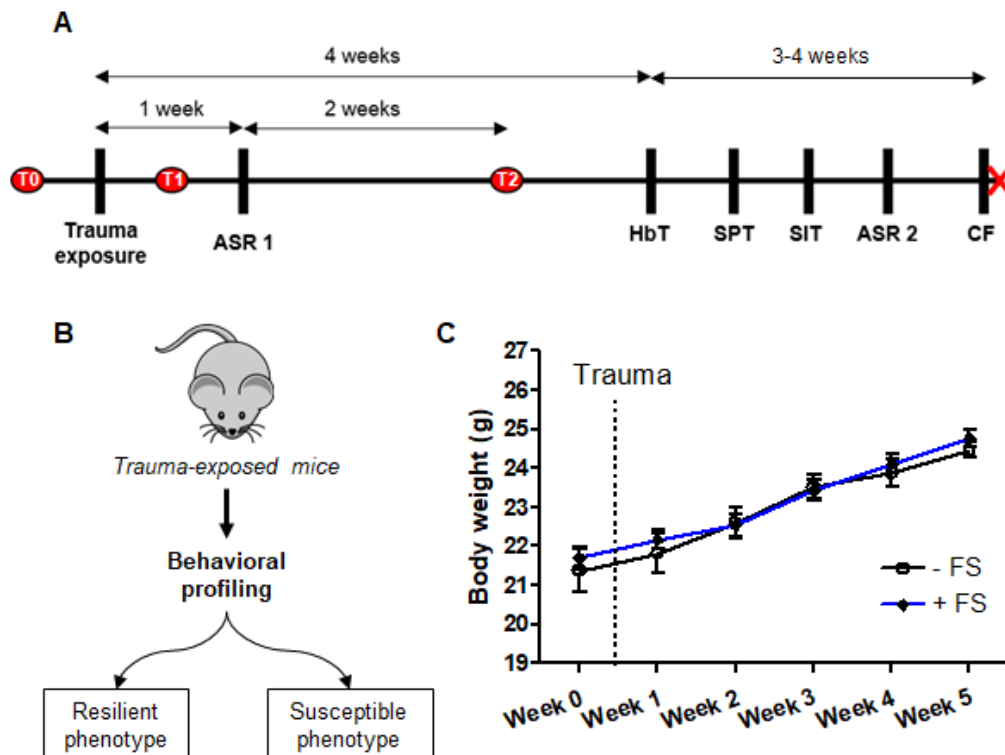 A
4 weeks
3-4 weeks
1 week
2 weeks
T0
T1
T2
Trauma
exposure
ASR 1
HbT
SPT
SIT
ASR 2
CF
B
Trauma-exposed mice
Behavioral
profiling
Resilient
phenotype
Susceptible
phenotype
C
Body weight (g)
27
26
25
24
23
22
21
20
19
Trauma
- FS
+ FS
Week 0
Week 1
Week 2
Week 3
Week 4
Week 5